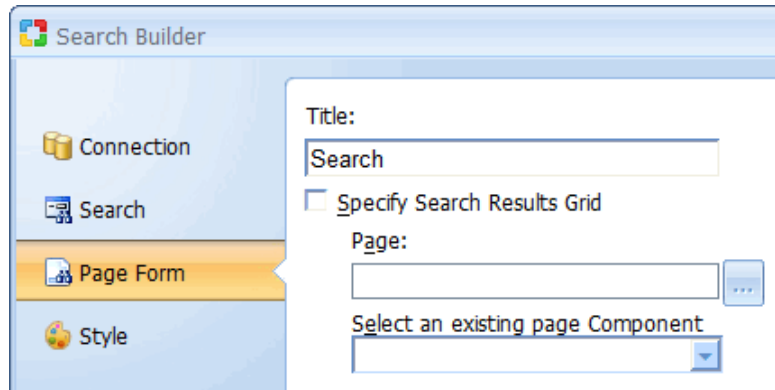 Search Builder
Connection
Search
Page Form
Style
Title:
Search
Specify Search Results Grid
Page:
...
Select an existing page Component